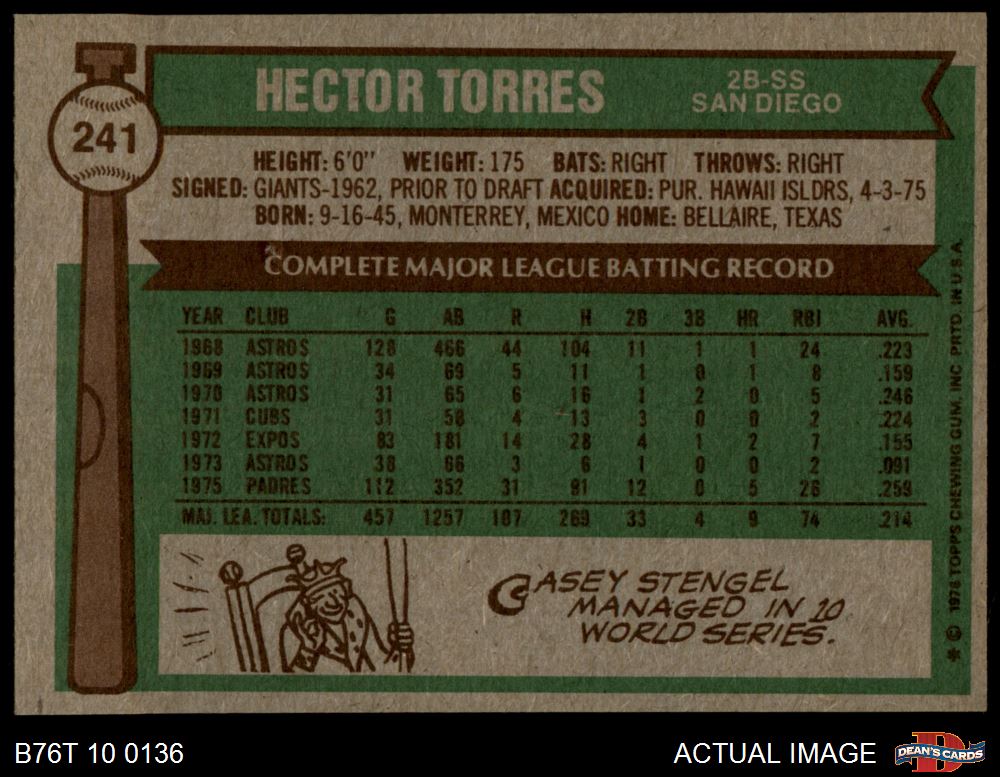 HECTOR TORRES
2B-SS
SAN DIEGO
241
HEIGHT: 6'0" WEIGHT: 175 BATS: RIGHT THROWS: RIGHT
SIGNED: GIANTS-1962, PRIOR TO DRAFT ACQUIRED: PUR. HAWAII ISLDRS, 4-3-75
BORN: 9-16-45, MONTERREY, MEXICO HOME: BELLAIRE, TEXAS
COMPLETE MAJOR LEAGUE BATTING RECORD
YEAR CLUB G AB R H 2B 3B HR RBI AVG.
1968 ASTROS 128 466 44 104 11 1 1 24 .223
1969 ASTROS 34 69 5 11 1 0 1 8 .159
1970 ASTROS 31 65 6 16 1 2 0 5 .246
1971 CUBS 31 58 4 13 3 0 0 2 .224
1972 EXPOS 83 181 14 28 4 1 2 7 .155
1973 ASTROS 38 66 3 6 1 0 0 2 .091
1975 PADRES 112 352 31 91 12 0 5 26 .259
MAJ. LEA. TOTALS: 457 1257 107 269 33 4 9 74 .214
CASEY STENGEL
MANAGED IN 10
WORLD SERIES.
* © 1976 TOPPS CHEWING GUM, INC PRTD. IN U.S.A.
B76T 10 0136
ACTUAL IMAGE
DEAN'S CARDS